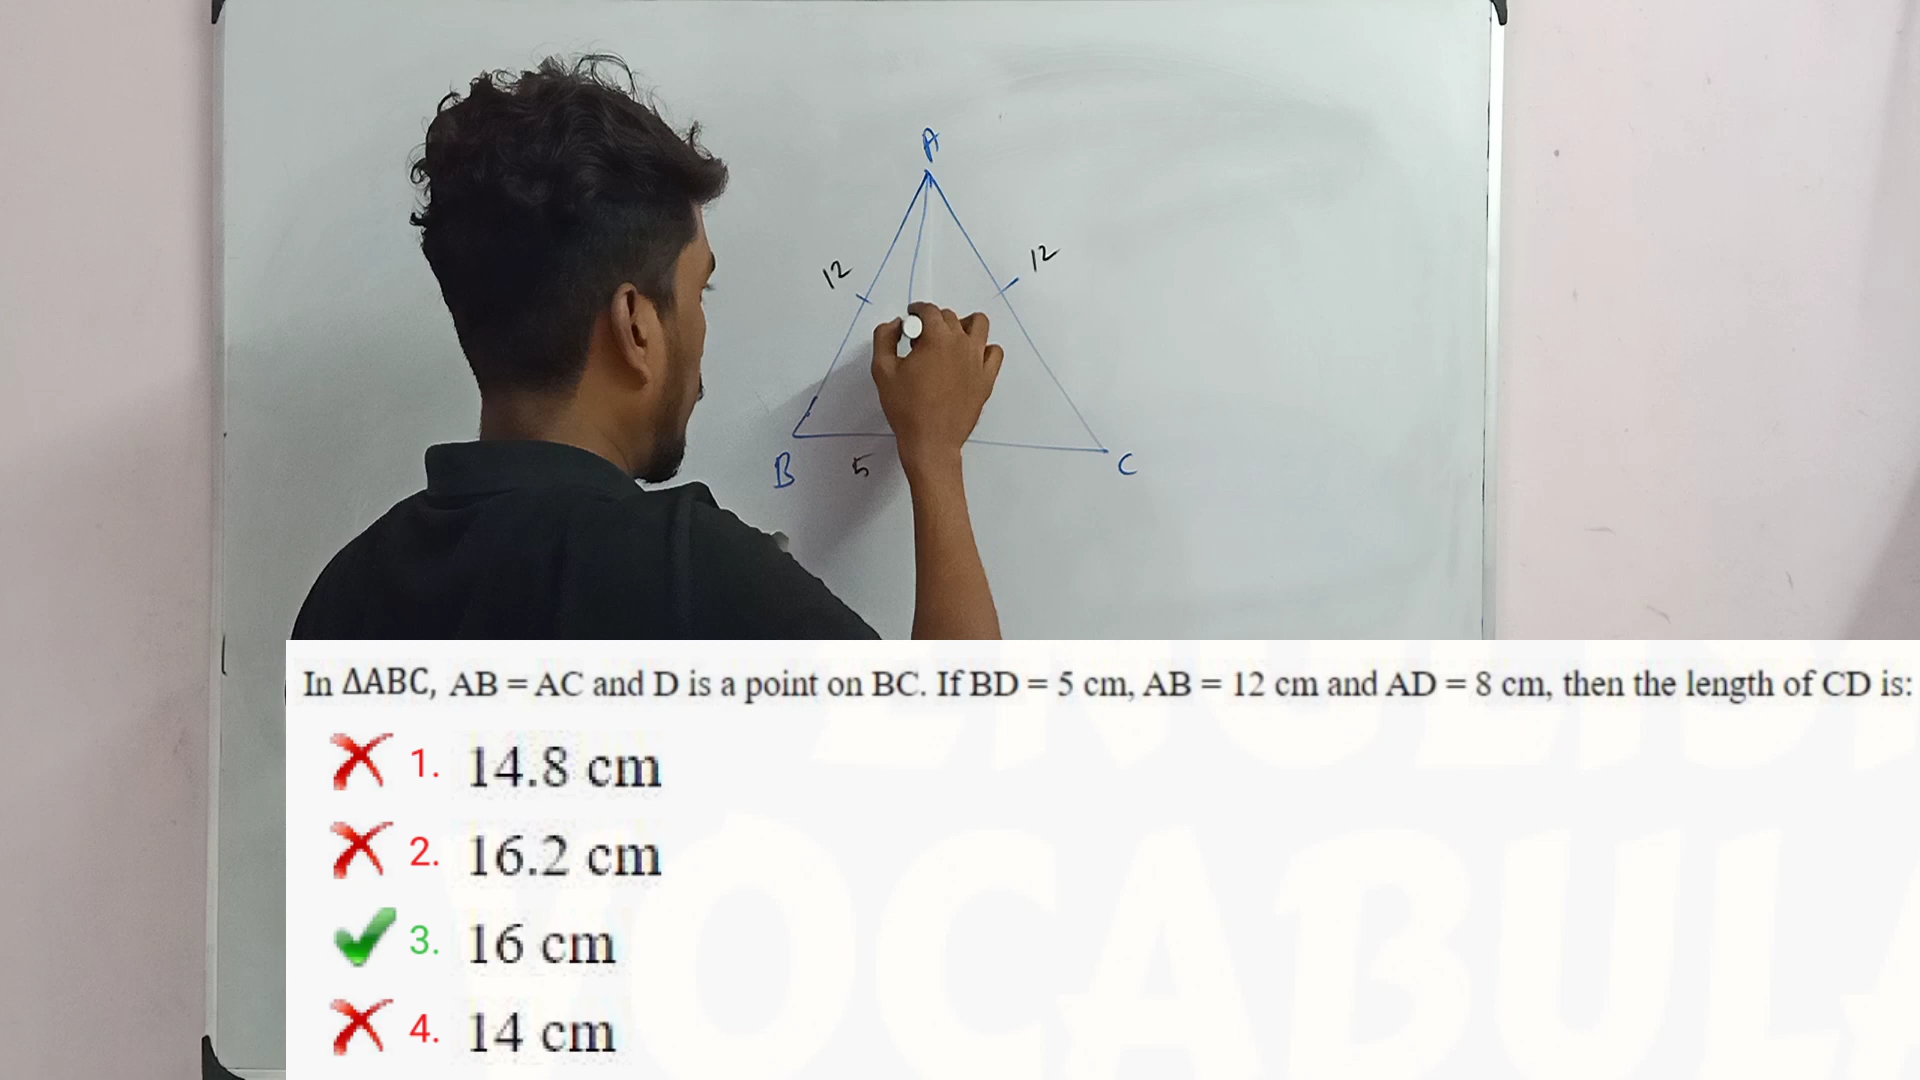 A
12
12
B
5
C
In ΔABC, AB = AC and D is a point on BC. If BD = 5 cm, AB = 12 cm and AD = 8 cm, then the length of CD is:
1. 14.8 cm
2. 16.2 cm
3. 16 cm
4. 14 cm
ENGLISH
VOCABULA